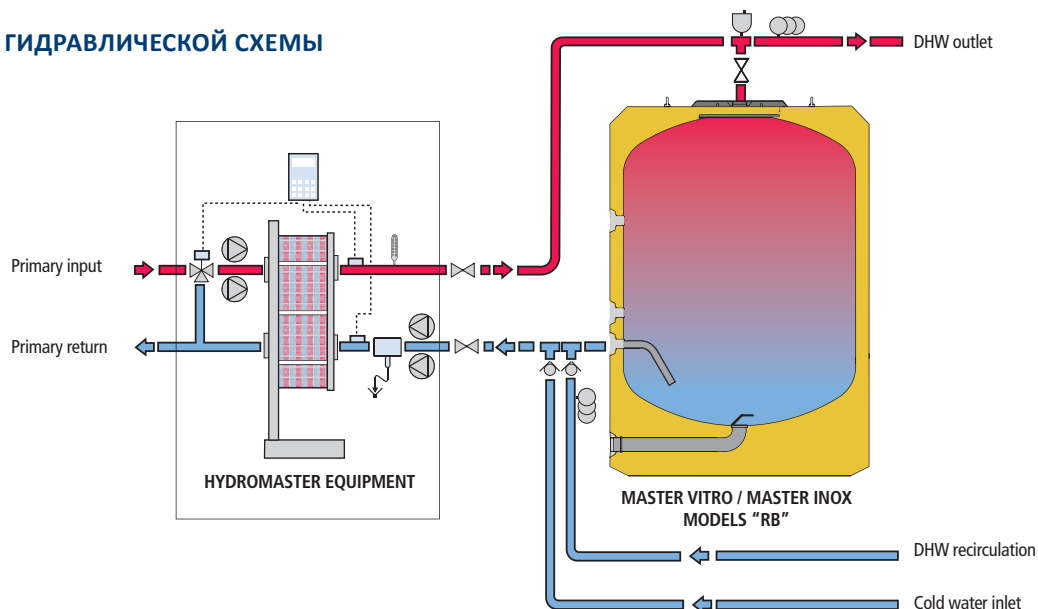 ГИДРАВЛИЧЕСКОЙ СХЕМЫ
DHW outlet
Primary input
Primary return
HYDROMASTER EQUIPMENT
MASTER VITRO / MASTER INOX
MODELS "RB"
DHW recirculation
Cold water inlet